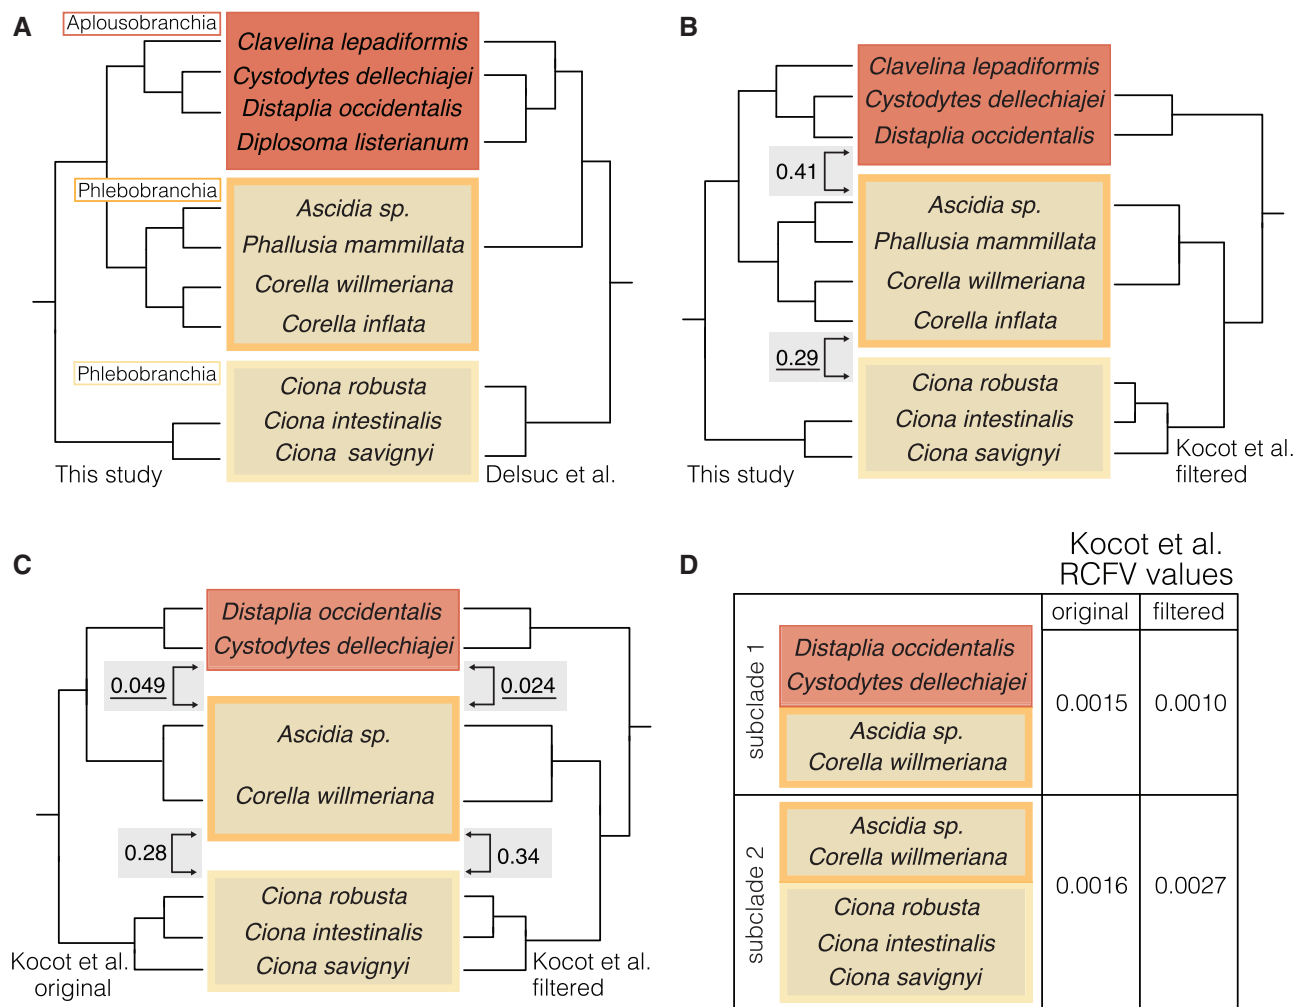 A
Aplousobranchia
Clavelina lepadiformis
Cystodytes dellechiajei
Distaplia occidentalis
Diplosoma listerianum
Phlebobranchia
Ascidia sp.
Phallusia mammillata
Corella willmeriana
Corella inflata
Phlebobranchia
Ciona robusta
Ciona intestinalis
Ciona savignyi
This study
Delsuc et al.
B
Clavelina lepadiformis
Cystodytes dellechiajei
Distaplia occidentalis
0.41
Ascidia sp.
Phallusia mammillata
Corella willmeriana
Corella inflata
0.29
Ciona robusta
Ciona intestinalis
Ciona savignyi
This study
Kocot et al.
filtered
C
Distaplia occidentalis
Cystodytes dellechiajei
0.049
0.024
Ascidia sp.
Corella willmeriana
0.28
0.34
Ciona robusta
Ciona intestinalis
Ciona savignyi
Kocot et al.
original
Kocot et al.
filtered
D
Kocot et al.
RCFV values
original
filtered
subclade 1
Distaplia occidentalis
Cystodytes dellechiajei
Ascidia sp.
Corella willmeriana
0.0015
0.0010
subclade 2
Ascidia sp.
Corella willmeriana
Ciona robusta
Ciona intestinalis
Ciona savignyi
0.0016
0.0027